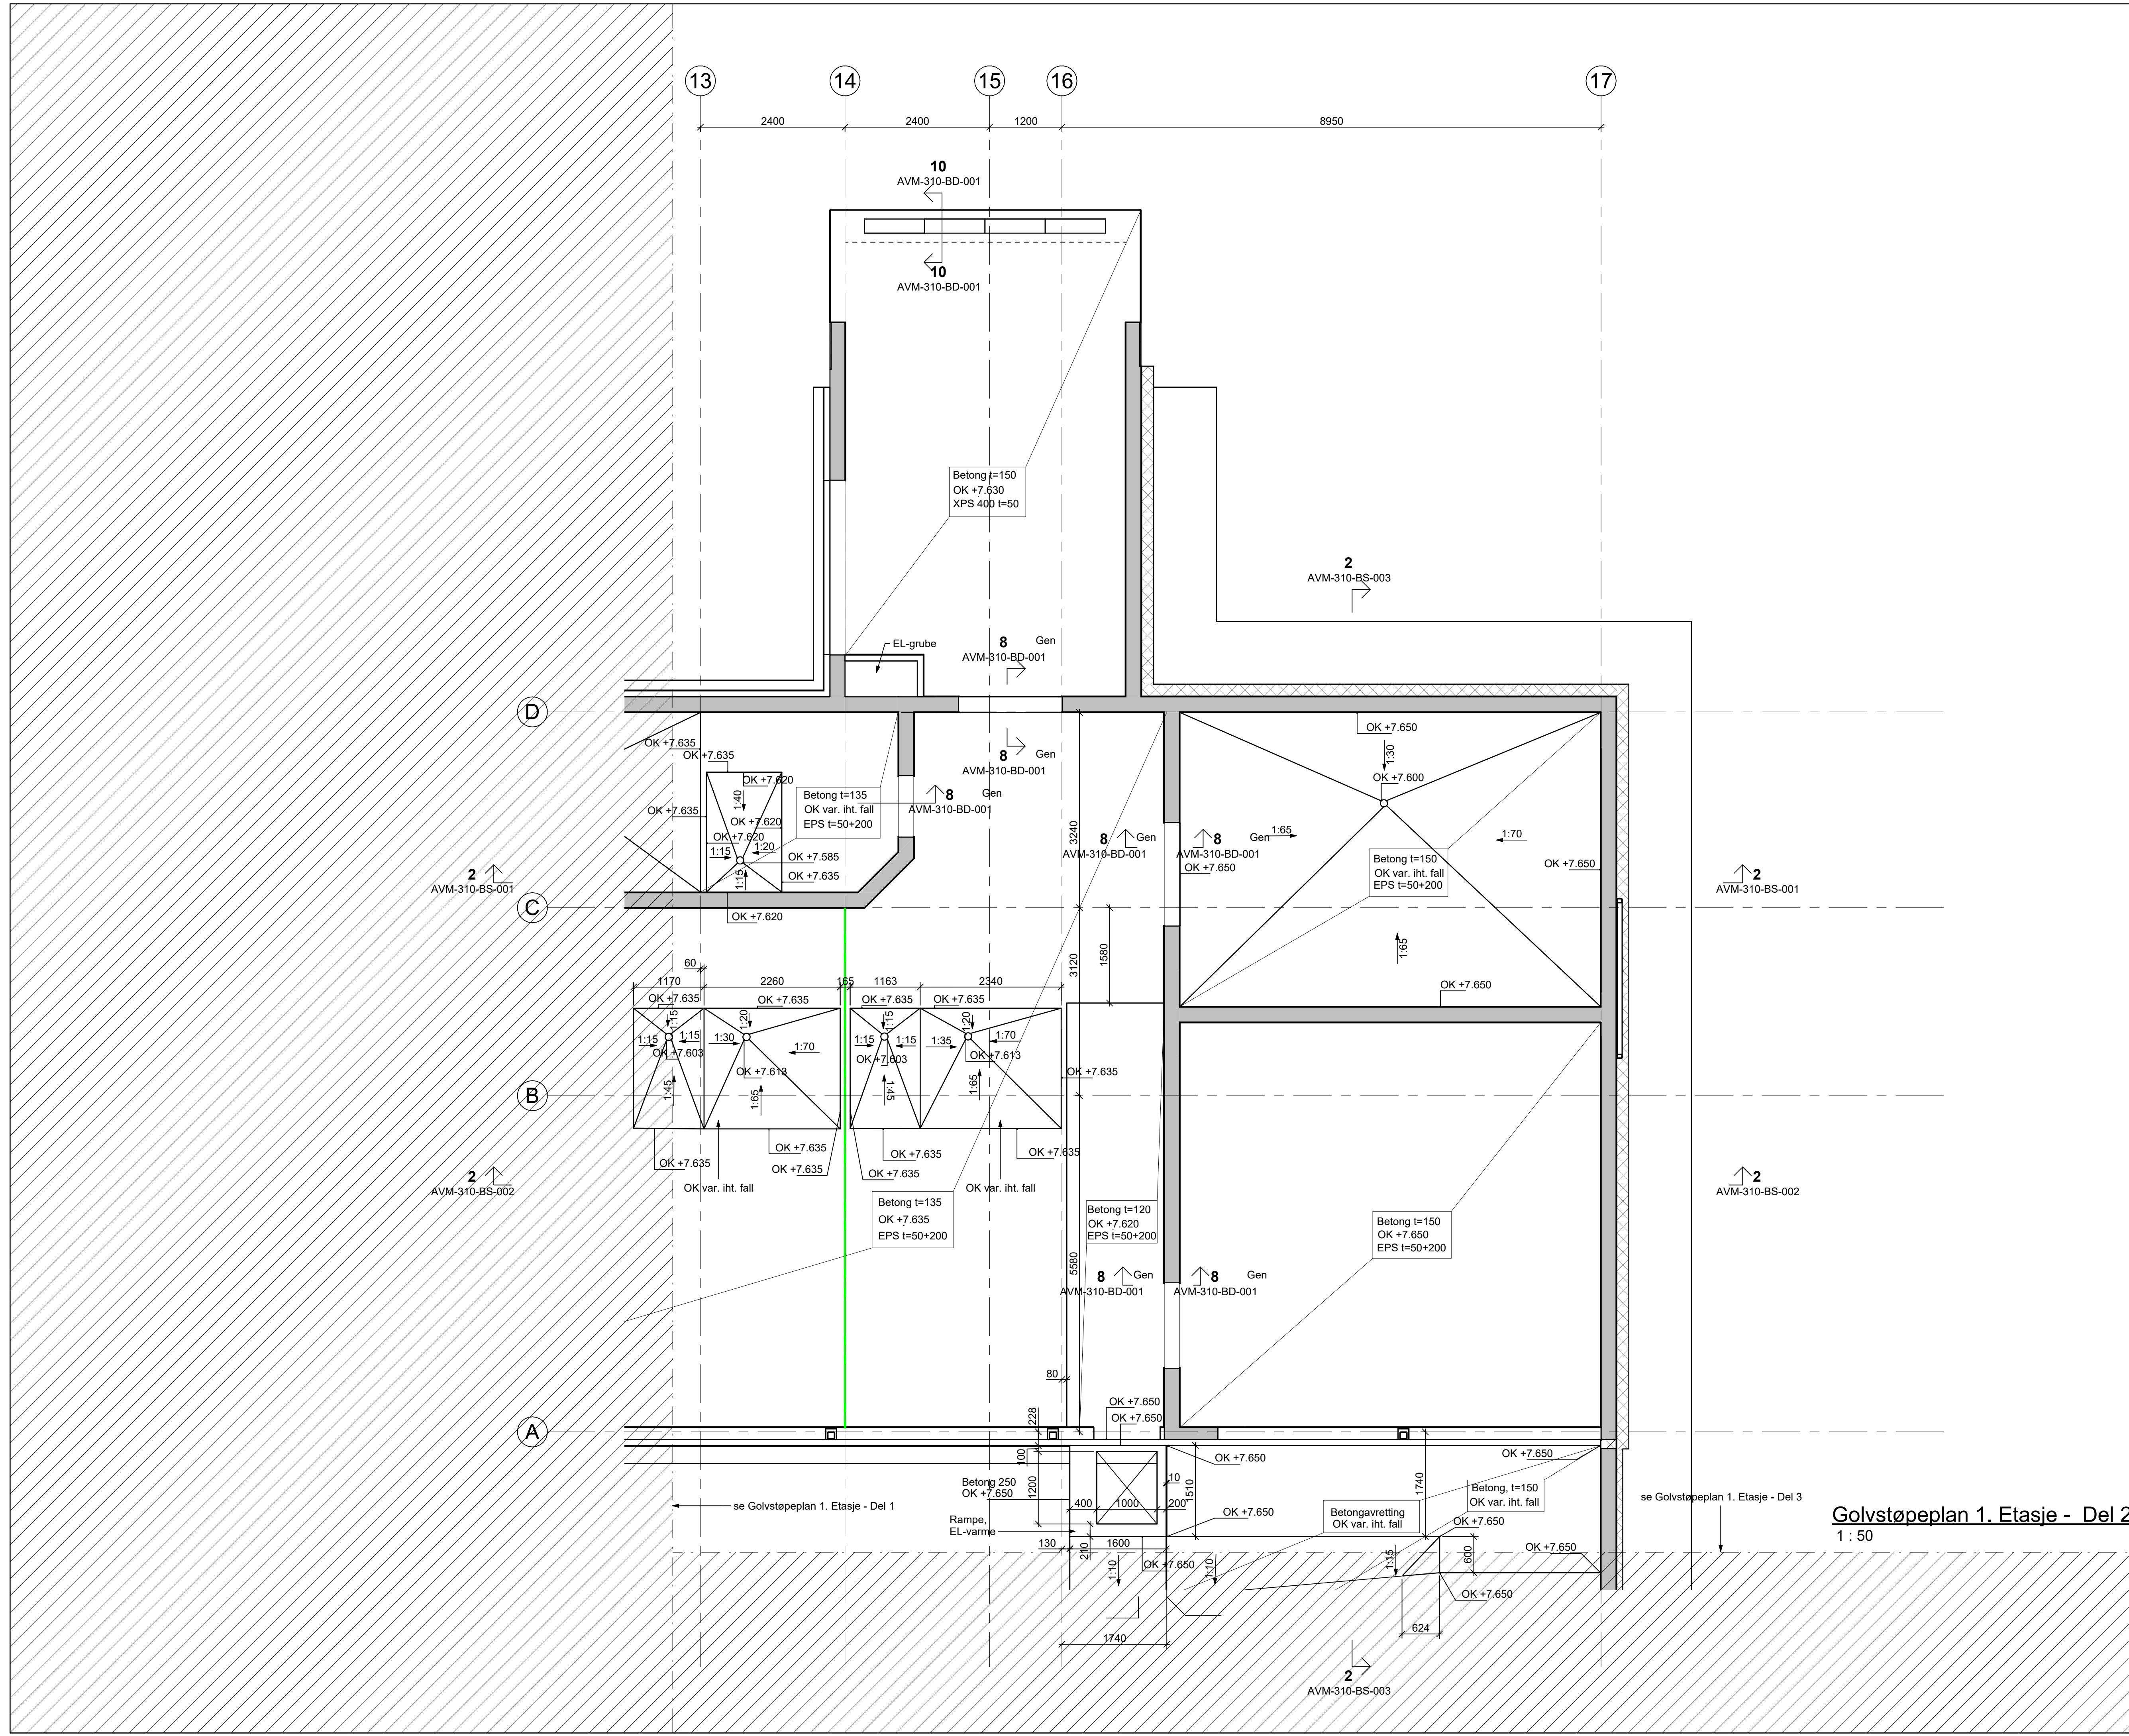 13
14
15
16
17
2400
2400
1200
8950
10
AVM-310-BD-001
10
AVM-310-BD-001
Betong t=150
OK +7.630
XPS 400 t=50
2
AVM-310-BS-003
EL-grube
8 Gen
AVM-310-BD-001
D
OK +7.635
OK +7.635
OK +7.620
OK +7.635
1:40
OK +7.620
OK +7.620
1:15
1:20
OK +7.585
1:15
OK +7.635
Betong t=135
OK var. iht. fall
EPS t=50+200
8 Gen
AVM-310-BD-001
8 Gen
AVM-310-BD-001
3240
8 Gen
AVM-310-BD-001
8 Gen
AVM-310-BD-001
OK +7.650
OK +7.650
1:30
OK +7.600
1:65
1:70
Betong t=150
OK var. iht. fall
EPS t=50+200
OK +7.650
1:65
OK +7.650
2
AVM-310-BS-001
2
AVM-310-BS-001
C
OK +7.620
3120
1580
60
1170
2260
165
1163
2340
OK +7.635
OK +7.635
OK +7.635
OK +7.635
1:15
1:20
1:15
1:20
1:15
1:15
1:30
1:70
1:15
1:15
1:35
1:70
OK +7.603
OK +7.613
OK +7.603
OK +7.613
OK +7.635
1:45
1:65
1:45
1:65
B
OK +7.635
OK +7.635
OK +7.635
OK +7.635
OK +7.635
OK +7.635
OK var. iht. fall
OK var. iht. fall
2
AVM-310-BS-002
2
AVM-310-BS-002
Betong t=135
OK +7.635
EPS t=50+200
Betong t=120
OK +7.620
EPS t=50+200
Betong t=150
OK +7.650
EPS t=50+200
5580
8 Gen
AVM-310-BD-001
8 Gen
AVM-310-BD-001
80
A
228
OK +7.650
OK +7.650
100
OK +7.650
OK +7.650
Betong 250
OK +7.650
1200
10
1510
1740
400
1000
200
Betong, t=150
OK var. iht. fall
se Golvstøpeplan 1. Etasje - Del 1
Rampe,
EL-varme
OK +7.650
Betongavretting
OK var. iht. fall
OK +7.650
se Golvstøpeplan 1. Etasje - Del 3
Golvstøpeplan 1. Etasje - Del 2
1 : 50
130
210
1600
OK +7.650
1:10
1:10
1:15
600
OK +7.650
OK +7.650
624
1740
2
AVM-310-BS-003